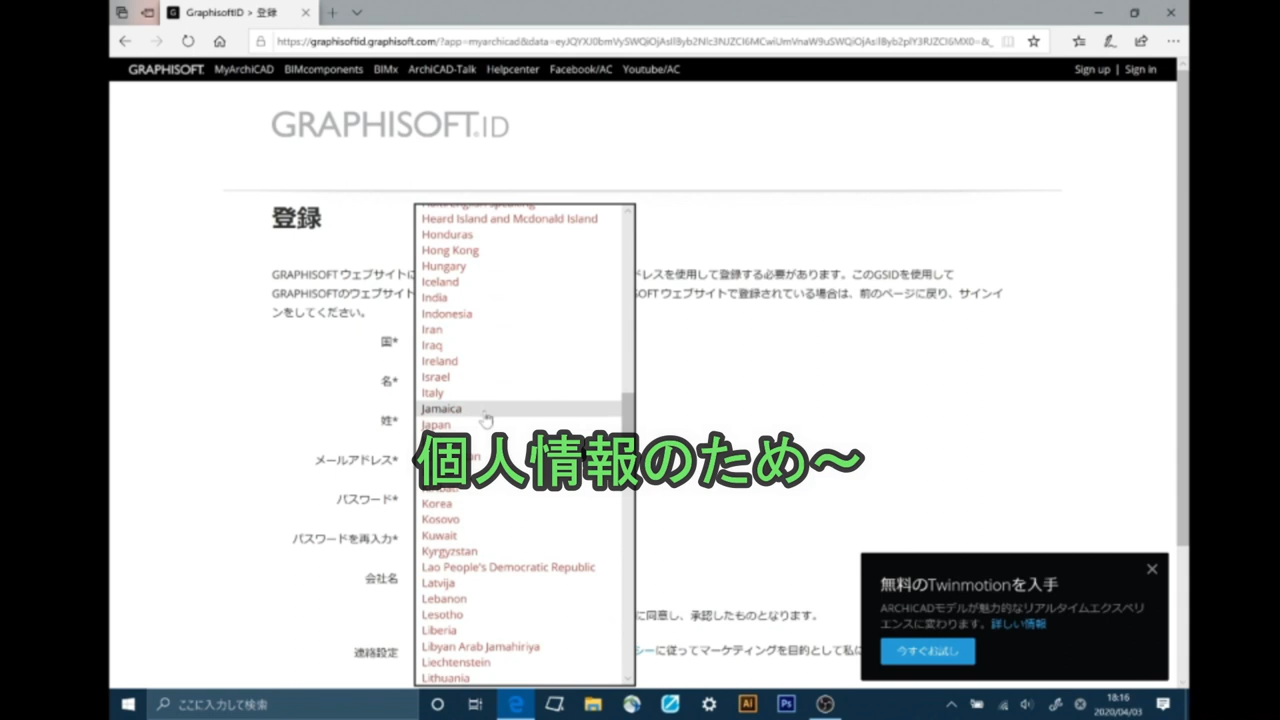 GraphisoftID > 登録
GRAPHISOFT. MyArchiCAD BIMcomponents BIMx ArchiCAD-Talk Helpcenter Facebook/AC Youtube/AC Sign up | Sign in
GRAPHISOFT.ID
登録
Heard Island and Mcdonald Island
Honduras
Hong Kong
Hungary
Iceland
India
Indonesia
Iran
Iraq
Ireland
Israel
Italy
Jamaica
Japan
Korea
Kosovo
Kuwait
Kyrgyzstan
Lao People's Democratic Republic
Latvija
Lebanon
Lesotho
Liberia
Libyan Arab Jamahiriya
Liechtenstein
Lithuania
GRAPHISOFT ウェブサイトに
ドレスを使用して登録する必要があります。このGSIDを使用して
GRAPHISOFTのウェブサイト
SOFT ウェブサイトで登録されている場合は、前のページに戻り、サインイ
ンをしてください。
国*
名*
姓*
メールアドレス*
パスワード*
パスワードを再入力*
会社名
に同意し、承認したものとなります。
連絡設定
シーに従ってマーケティングを目的として私に
個人情報のため～
無料のTwinmotionを入手
ARCHICADモデルが魅力的なリアルタイムエクスペリ
エンスに変わります。詳しい情報
今すぐお試し
ここに入力して検索
Ai
Ps
18:16
2020/04/03